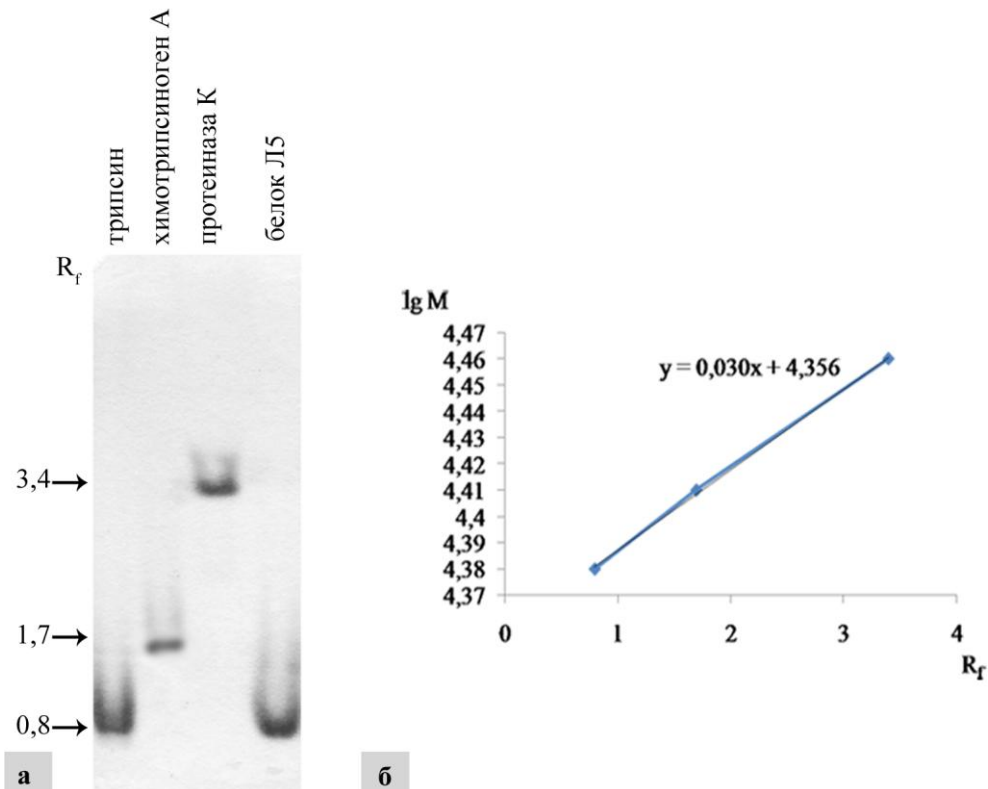 трипсин
химотрипсиноген А
протеиназа К
белок Л5
Rf
3,4
1,7
0,8
а
lg M
4,47
4,46
4,45
4,44
4,43
4,42
4,41
4,4
4,39
4,38
4,37
y = 0,030x + 4,356
0 1 2 3 4
Rf
б